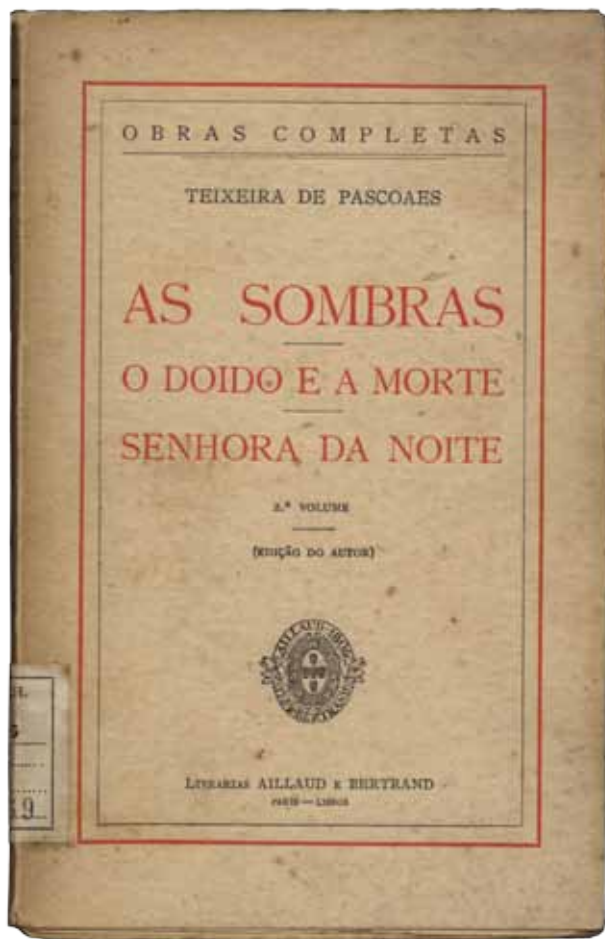 OBRAS COMPLETAS
TEIXEIRA DE PASCOAES
AS SOMBRAS
O DOIDO E A MORTE
SENHORA DA NOITE
VOLUME
(EDIÇÃO DO AUTOR)
LIVRARIAS AILLAUD E BERTRAND
PARIS — LISBOA